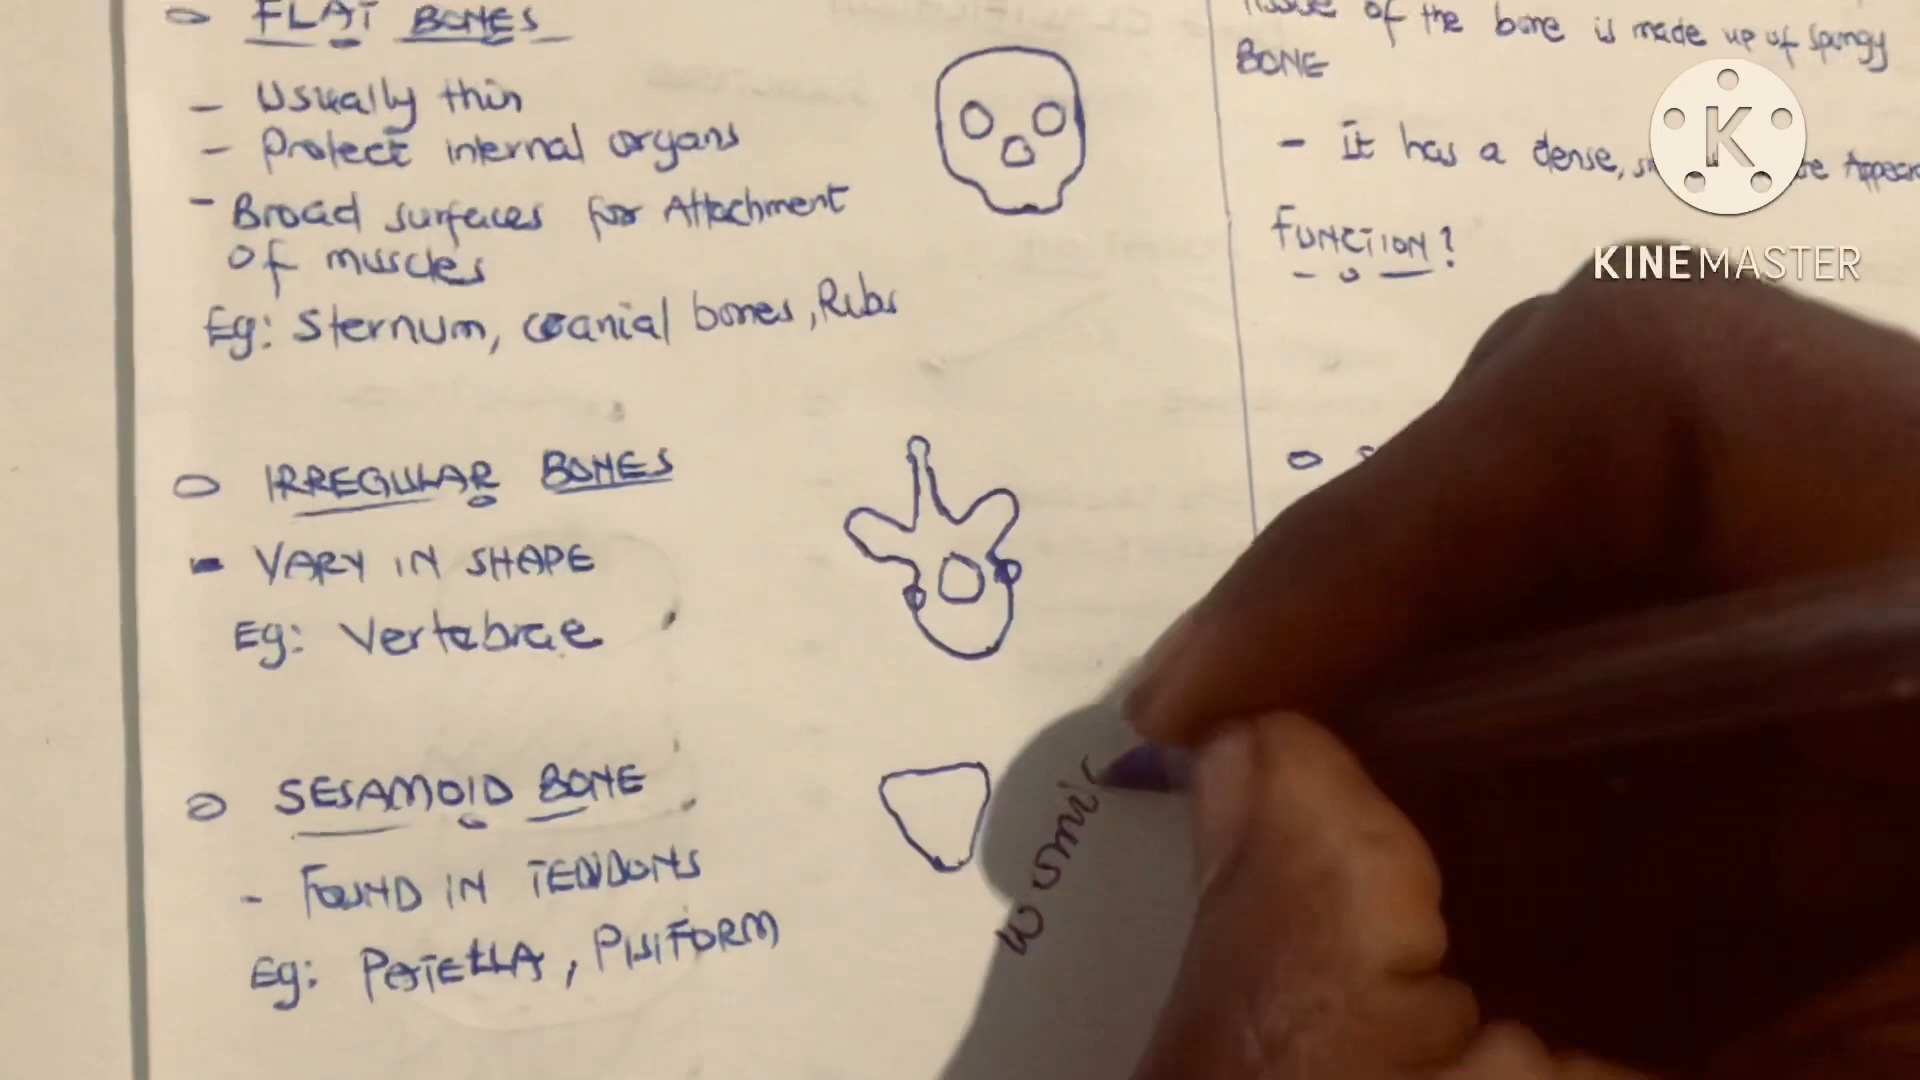 FLAT BONES
- Usually thin
- Protect internal organs
- Broad surfaces for Attachment
of muscles
Eg: Sternum, cranial bones, Ribs
IRREGULAR BONES
- VARY IN SHAPE
Eg: Vertebrae
SESAMOID BONE
- FOUND IN TENDONS
Eg: PATELLA, PISIFORM
wormi
Tissue of the bone is made up of spongy
BONE
- It has a dense,
FUNCTION?
KINEMASTER